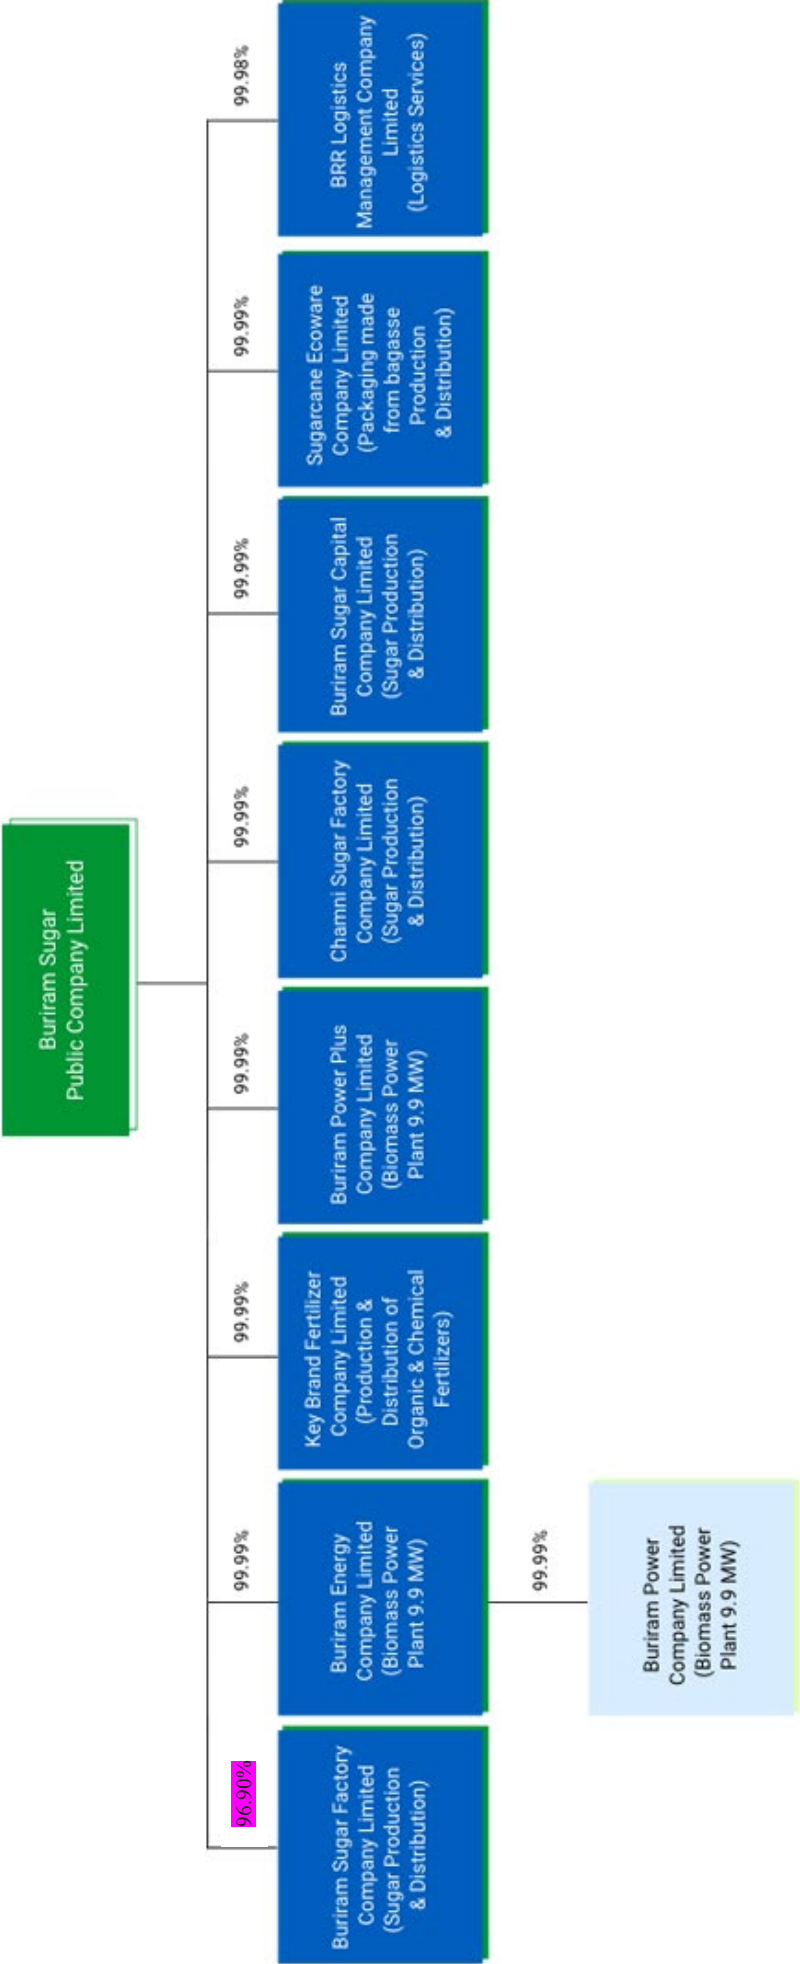 Buriram Sugar
Public Company Limited
96.90%
99.99%
99.99%
99.99%
99.99%
99.99%
99.99%
99.98%
Buriram Sugar Factory
Company Limited
(Sugar Production
& Distribution)
Buriram Energy
Company Limited
(Biomass Power
Plant 9.9 MW)
Key Brand Fertilizer
Company Limited
(Production &
Distribution of
Organic & Chemical
Fertilizers)
Buriram Power Plus
Company Limited
(Biomass Power
Plant 9.9 MW)
Chamni Sugar Factory
Company Limited
(Sugar Production
& Distribution)
Buriram Sugar Capital
Company Limited
(Sugar Production
& Distribution)
Sugarcane Ecoware
Company Limited
(Packaging made
from bagasse
Production
& Distribution)
BRR Logistics
Management Company
Limited
(Logistics Services)
99.99%
Buriram Power
Company Limited
(Biomass Power
Plant 9.9 MW)